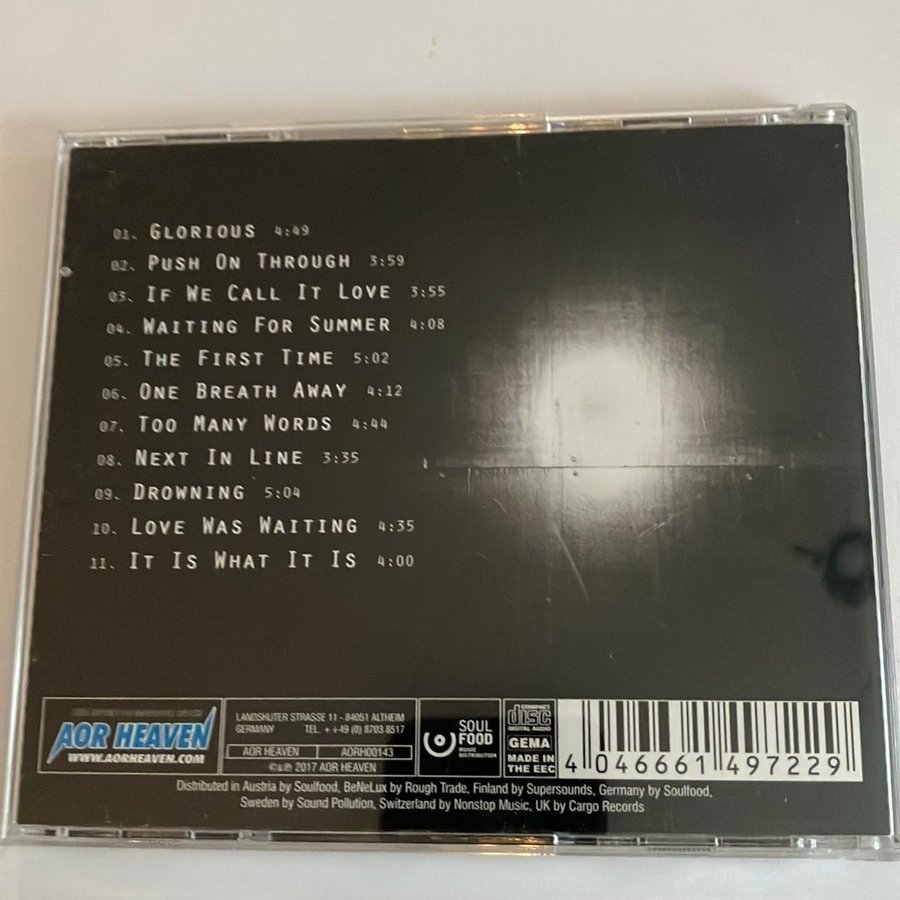 01. GLORIOUS 4:49
02. PUSH ON THROUGH 3:59
03. IF WE CALL IT LOVE 3:55
04. WAITING FOR SUMMER 4:08
05. THE FIRST TIME 5:02
06. ONE BREATH AWAY 4:12
07. TOO MANY WORDS 4:44
08. NEXT IN LINE 3:35
09. DROWNING 5:04
10. LOVE WAS WAITING 4:35
11. IT IS WHAT IT IS 4:00
AOR HEAVEN
WWW.AORHEAVEN.COM
LANDSHUTER STRASSE 11 - 84051 ALTHEIM
GERMANY TEL. ++49 (0) 8703 8517
AOR HEAVEN AORH00143
©&℗ 2017 AOR HEAVEN
SOUL
FOOD
MUSIC
DISTRIBUTION
COMPACT
disc
DIGITAL AUDIO
GEMA
MADE IN
THE EEC
4 046661 497229
Distributed in Austria by Soulfood, BeNeLux by Rough Trade, Finland by Supersounds, Germany by Soulfood,
Sweden by Sound Pollution, Switzerland by Nonstop Music, UK by Cargo Records